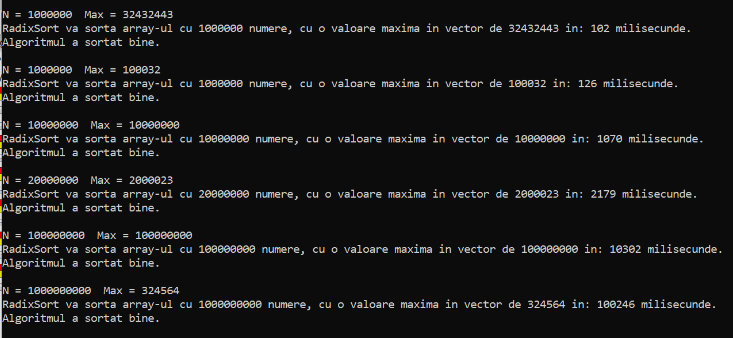 N = 1000000  Max = 32432443
RadixSort va sorta array-ul cu 1000000 numere, cu o valoare maxima in vector de 32432443 in: 102 milisecunde.
Algoritmul a sortat bine.
N = 1000000  Max = 100032
RadixSort va sorta array-ul cu 1000000 numere, cu o valoare maxima in vector de 100032 in: 126 milisecunde.
Algoritmul a sortat bine.
N = 10000000  Max = 10000000
RadixSort va sorta array-ul cu 10000000 numere, cu o valoare maxima in vector de 10000000 in: 1070 milisecunde.
Algoritmul a sortat bine.
N = 20000000  Max = 2000023
RadixSort va sorta array-ul cu 20000000 numere, cu o valoare maxima in vector de 2000023 in: 2179 milisecunde.
Algoritmul a sortat bine.
N = 100000000  Max = 100000000
RadixSort va sorta array-ul cu 100000000 numere, cu o valoare maxima in vector de 100000000 in: 10302 milisecunde.
Algoritmul a sortat bine.
N = 1000000000  Max = 324564
RadixSort va sorta array-ul cu 1000000000 numere, cu o valoare maxima in vector de 324564 in: 100246 milisecunde.
Algoritmul a sortat bine.